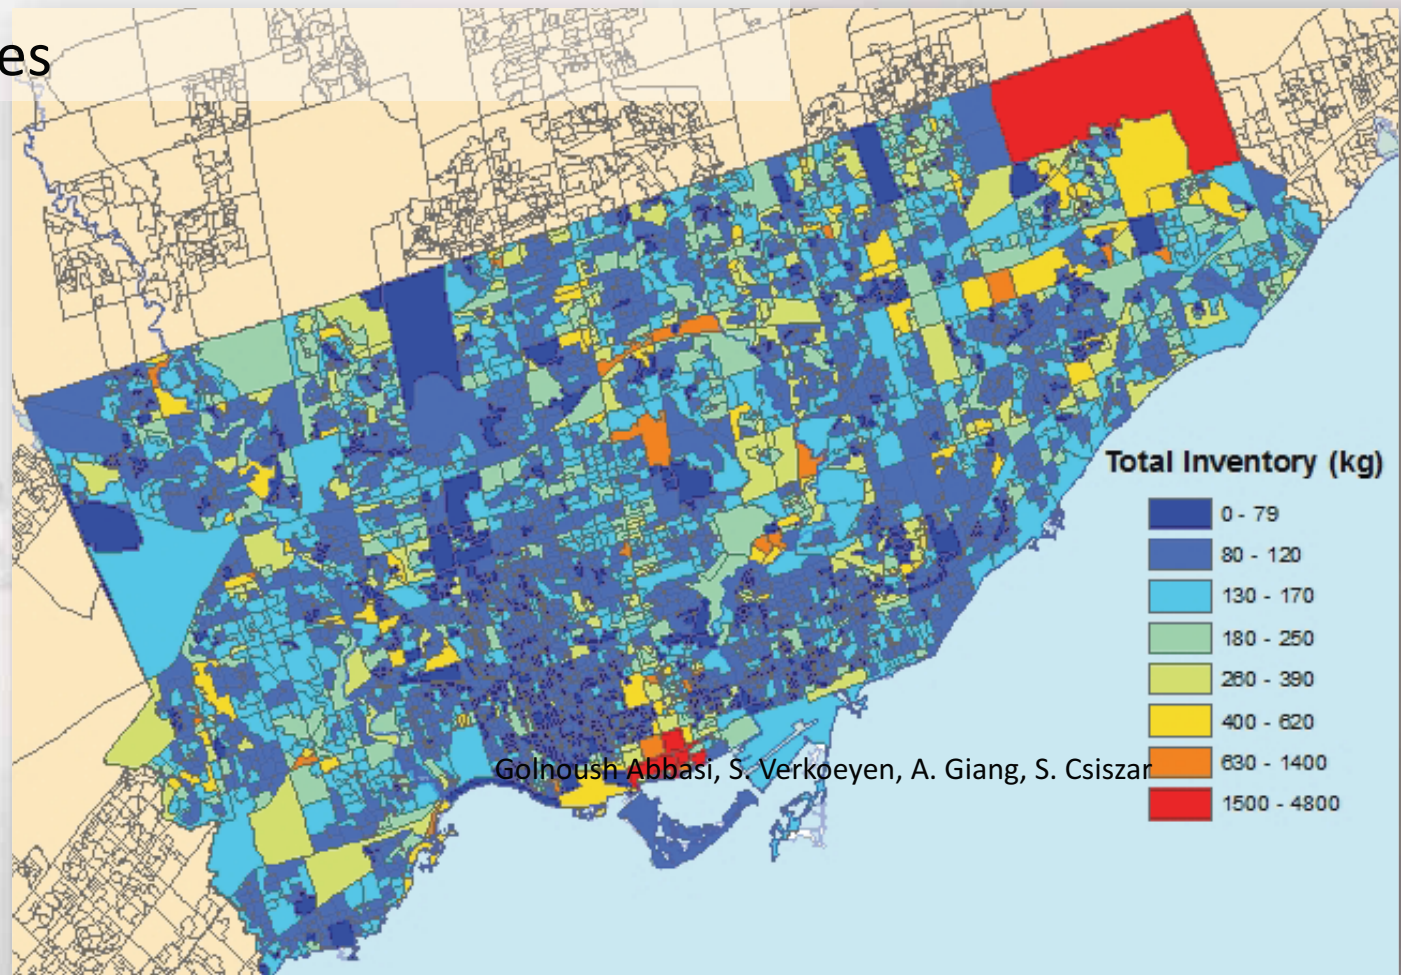 es
Total Inventory (kg)
0 - 79
80 - 120
130 - 170
180 - 250
260 - 390
400 - 620
630 - 1400
1500 - 4800
Golhoush Abbasi, S. Verkoeyen, A. Giang, S. Csiszar